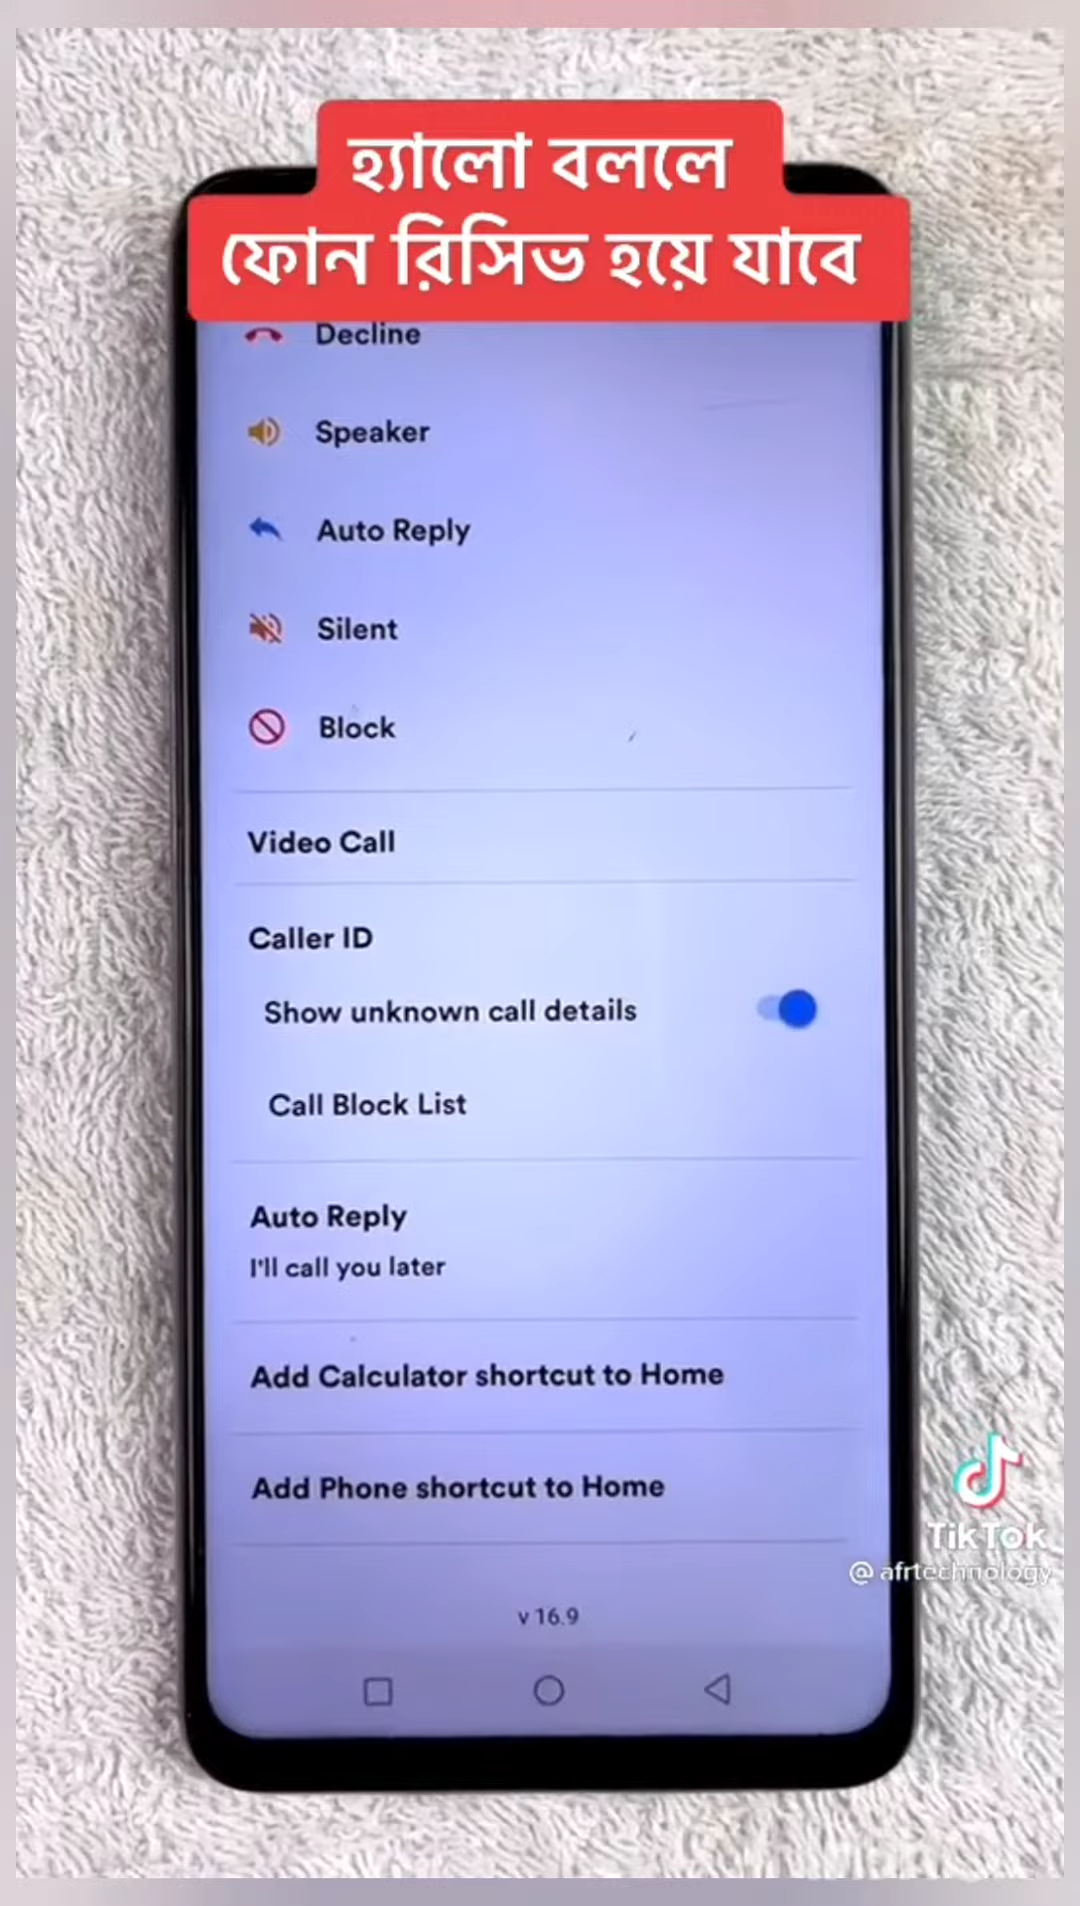 হ্যালো বললে
ফোন রিসিভ হয়ে যাবে
Decline
Speaker
Auto Reply
Silent
Block
Video Call
Caller ID
Show unknown call details
Call Block List
Auto Reply
I'll call you later
Add Calculator shortcut to Home
Add Phone shortcut to Home
v 16.9
TikTok
@afrtechnology